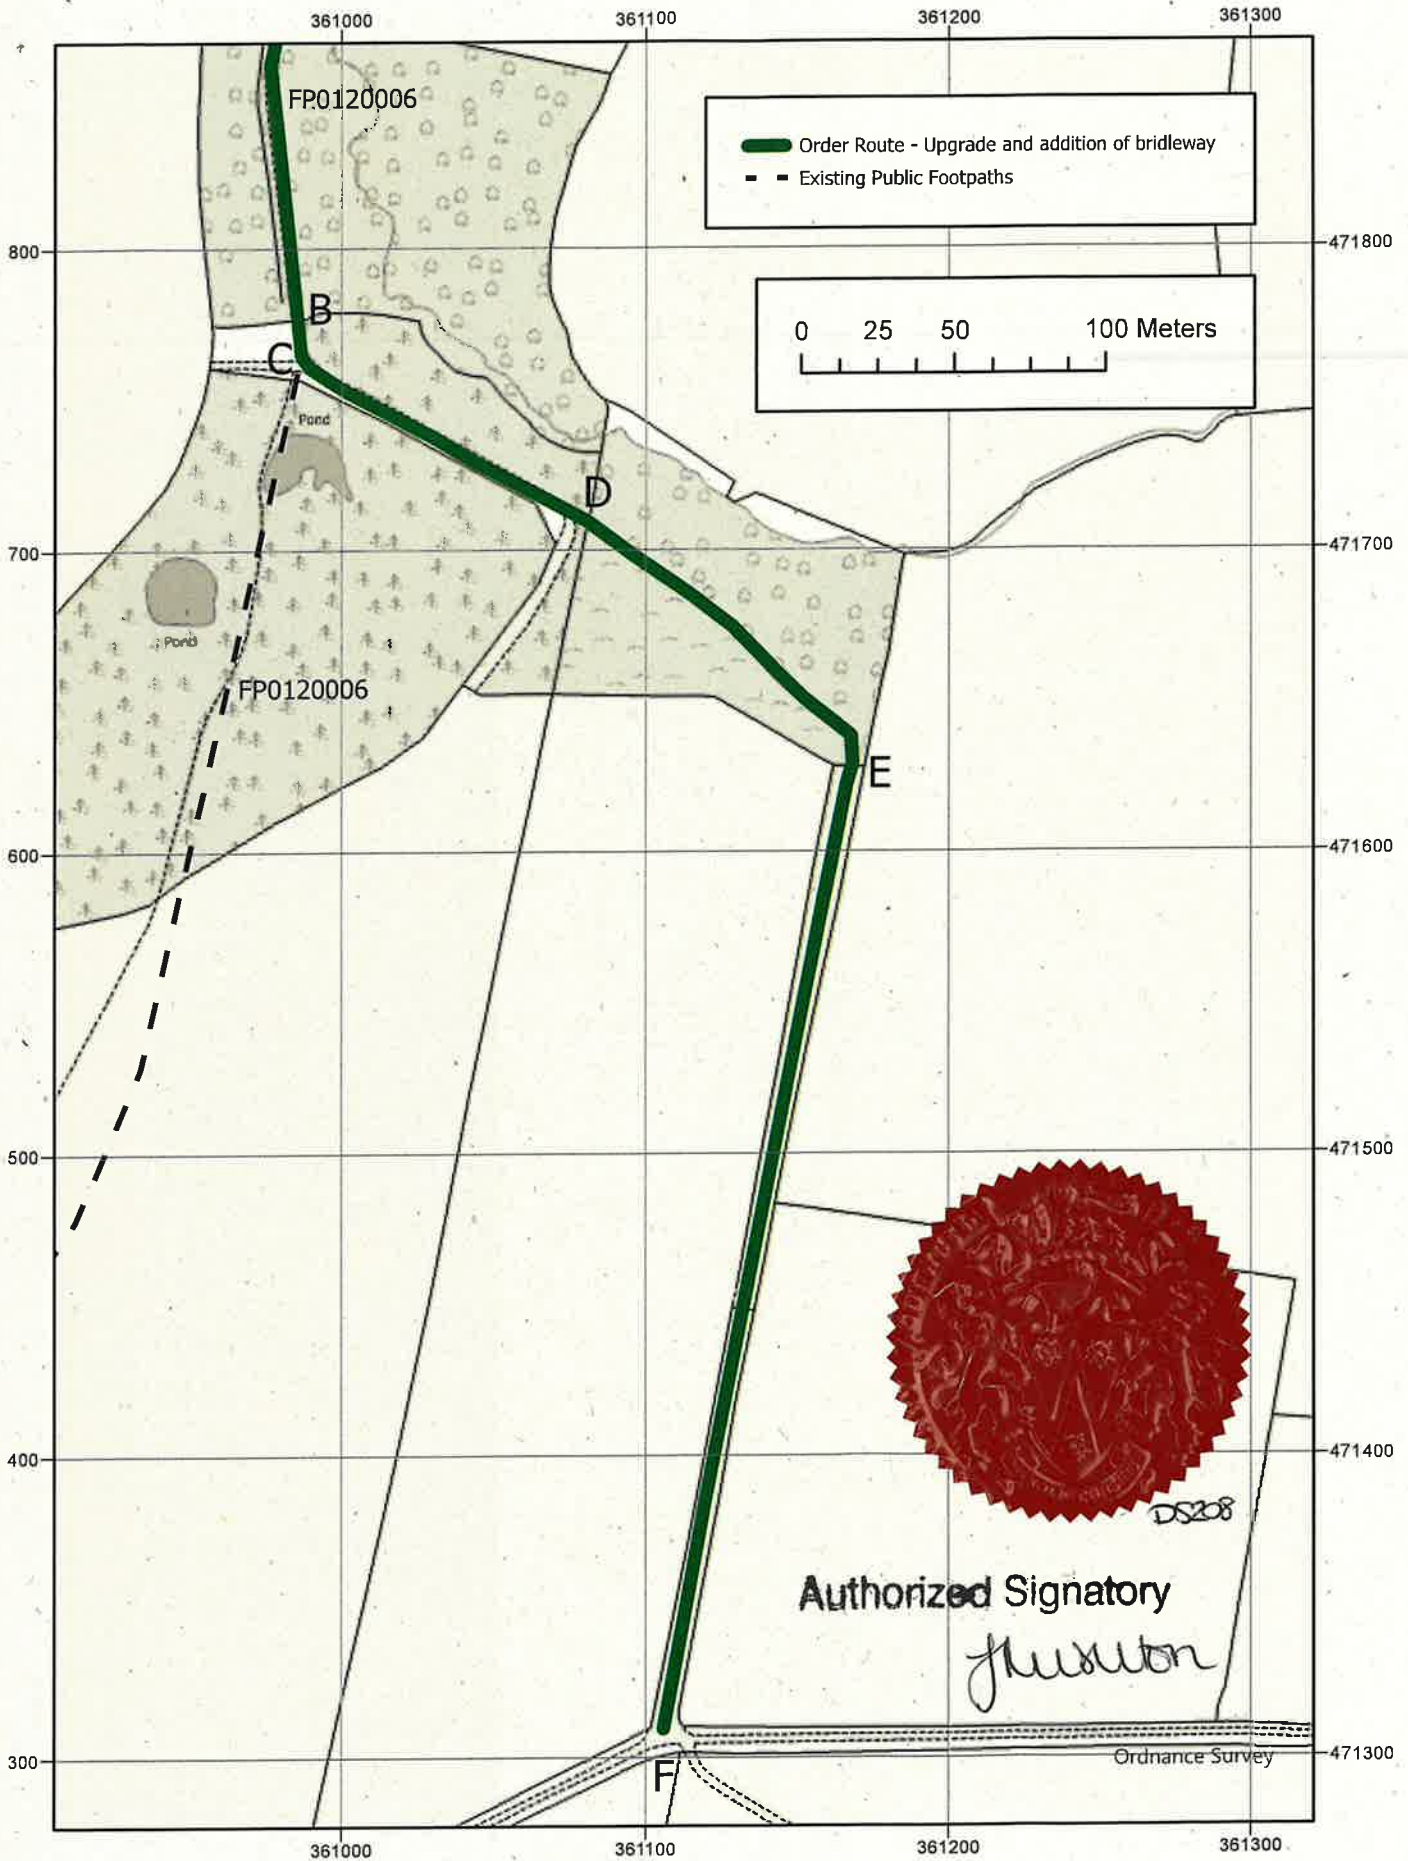 361000
361100
361200
361300
FP0120006
Order Route - Upgrade and addition of bridleway
Existing Public Footpaths
800
471800
B
0 25 50 100 Meters
C
Pond
D
700
471700
Pond
FP0120006
E
600
471600
500
471500
400
471400
DS208
Authorized Signatory
300
471300
Ordnance Survey
F
361000
361100
361200
361300